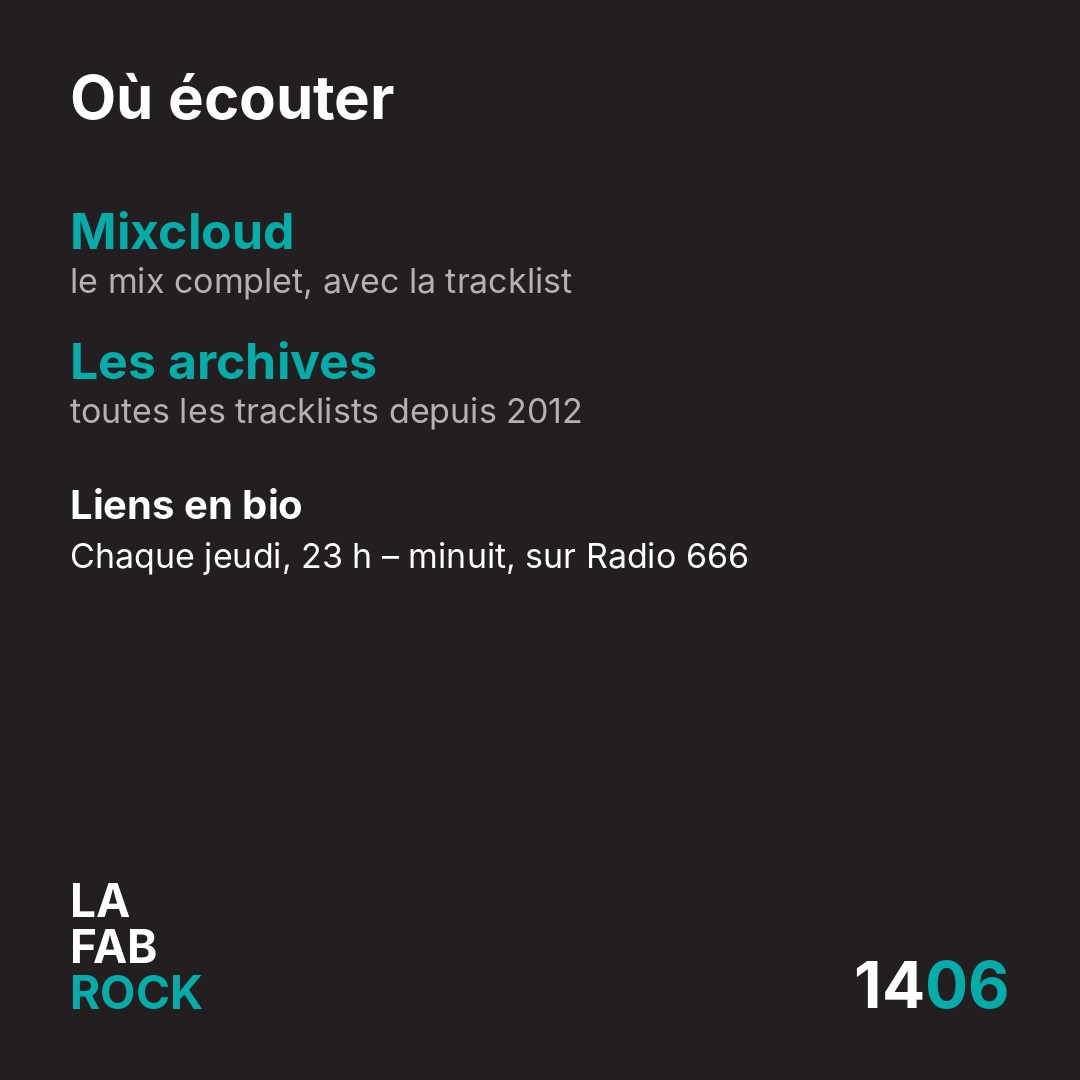 Où écouter
Mixcloud
le mix complet, avec la tracklist
Les archives
toutes les tracklists depuis 2012
Liens en bio
Chaque jeudi, 23 h – minuit, sur Radio 666
LA
FAB
ROCK
1406